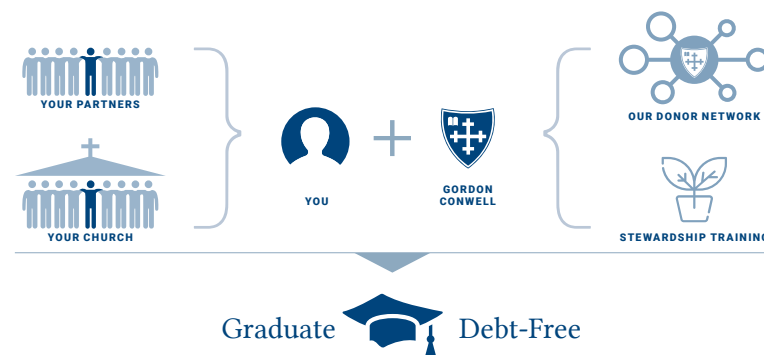 YOUR PARTNERS
YOUR CHURCH
YOU
GORDON
CONWELL
OUR DONOR NETWORK
STEWARDSHIP TRAINING
Graduate Debt-Free